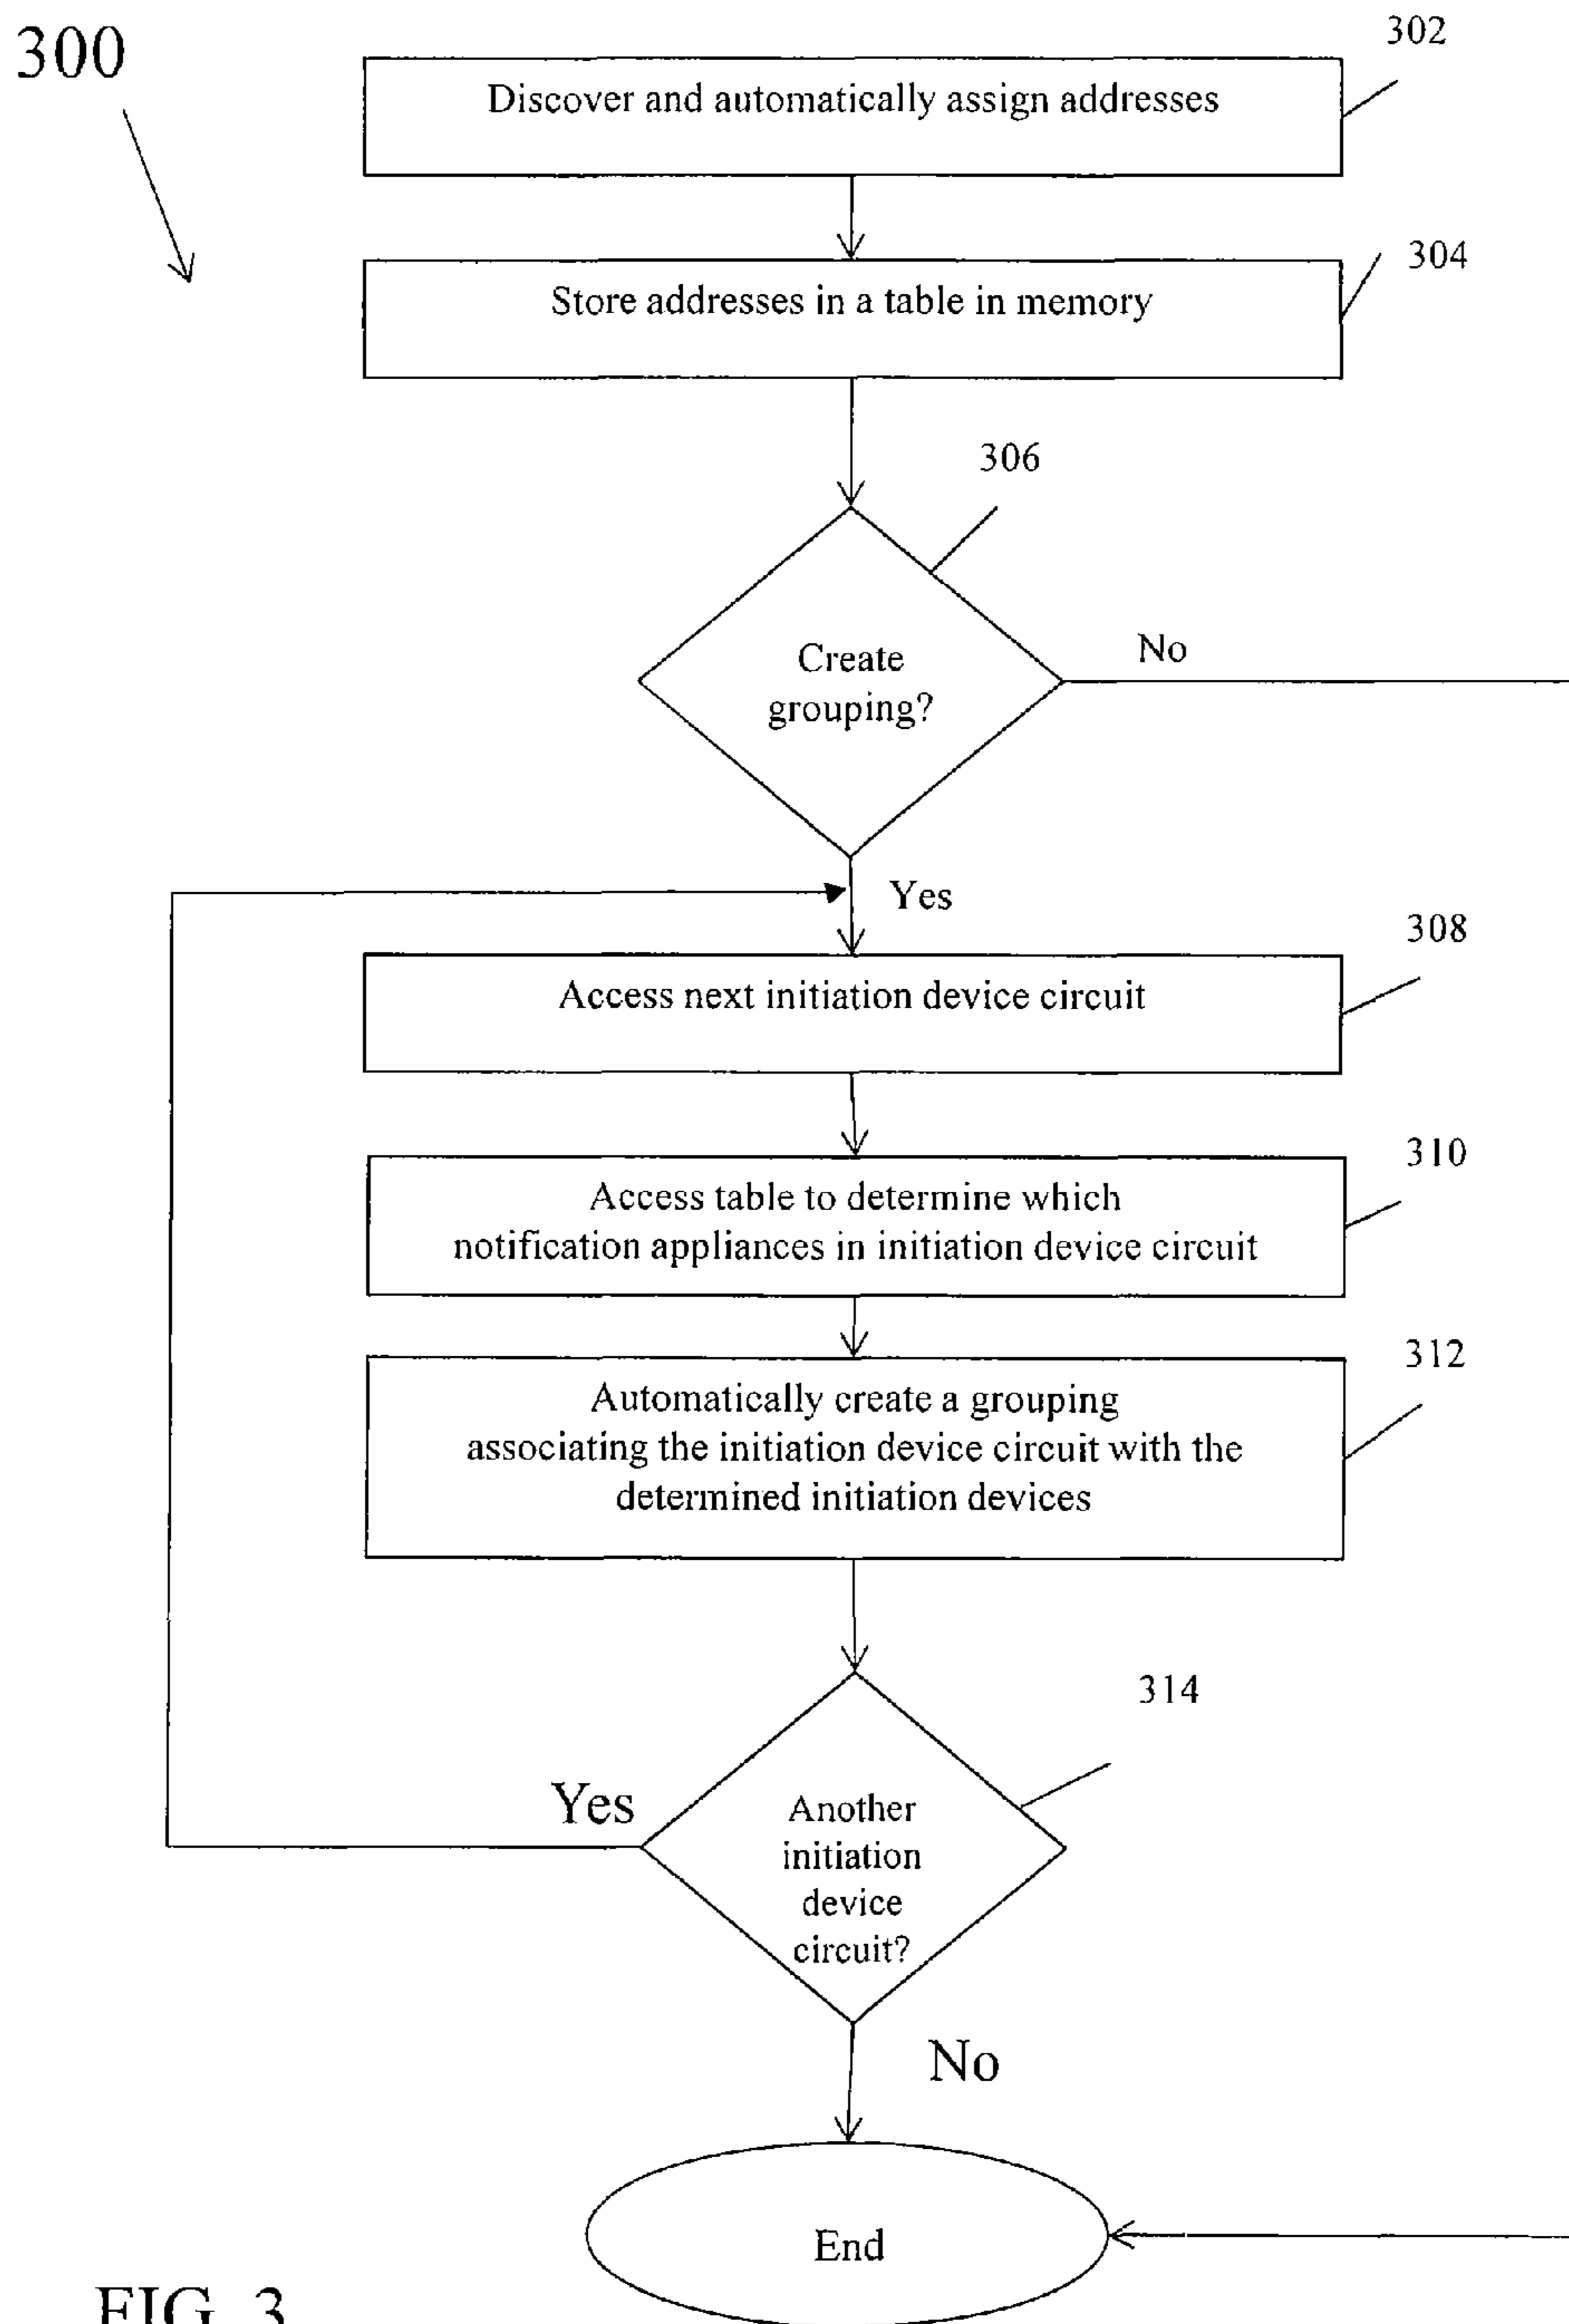 300
302
Discover and automatically assign addresses
304
Store addresses in a table in memory
306
Create
grouping?
No
Yes
308
Access next initiation device circuit
310
Access table to determine which
notification appliances in initiation device circuit
312
Automatically create a grouping
associating the initiation device circuit with the
determined initiation devices
314
Yes
Another
initiation
device
circuit?
No
End
FIG. 3